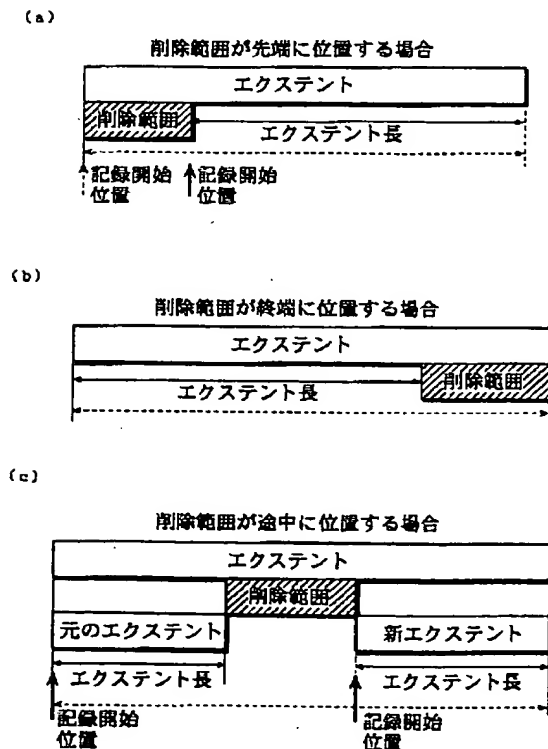 (a)
削除範囲が先端に位置する場合
エクステント
削除範囲
エクステント長
記録開始
位置
記録開始
位置
(b)
削除範囲が終端に位置する場合
エクステント
エクステント長
削除範囲
(c)
削除範囲が途中に位置する場合
エクステント
削除範囲
元のエクステント
新エクステント
エクステント長
エクステント長
記録開始
位置
記録開始
位置